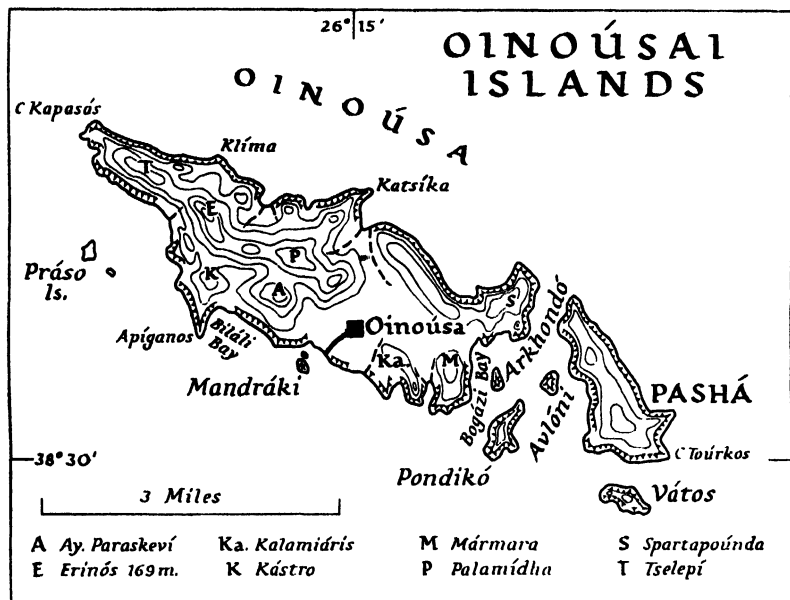 26° 15'
OINOÚSAI
ISLANDS
OINOÚSA
C Kapasás
Klíma
Katsíka
T
E
P
K
A
S
Práso
Is.
Apíganos
Biláli
Bay
Oinoúsa
Mandráki
Ka.
M
Bogázi Bay
Arkhondó
Avlóni
PASHÁ
38° 30'
Pondikó
C Toúrkos
Vátos
3 Miles
A Ay. Paraskeví Ka. Kalamiáris M Mármara S Spartapoúnda
E Erinós 169 m. K Kástro P Palamídha T Tselepí